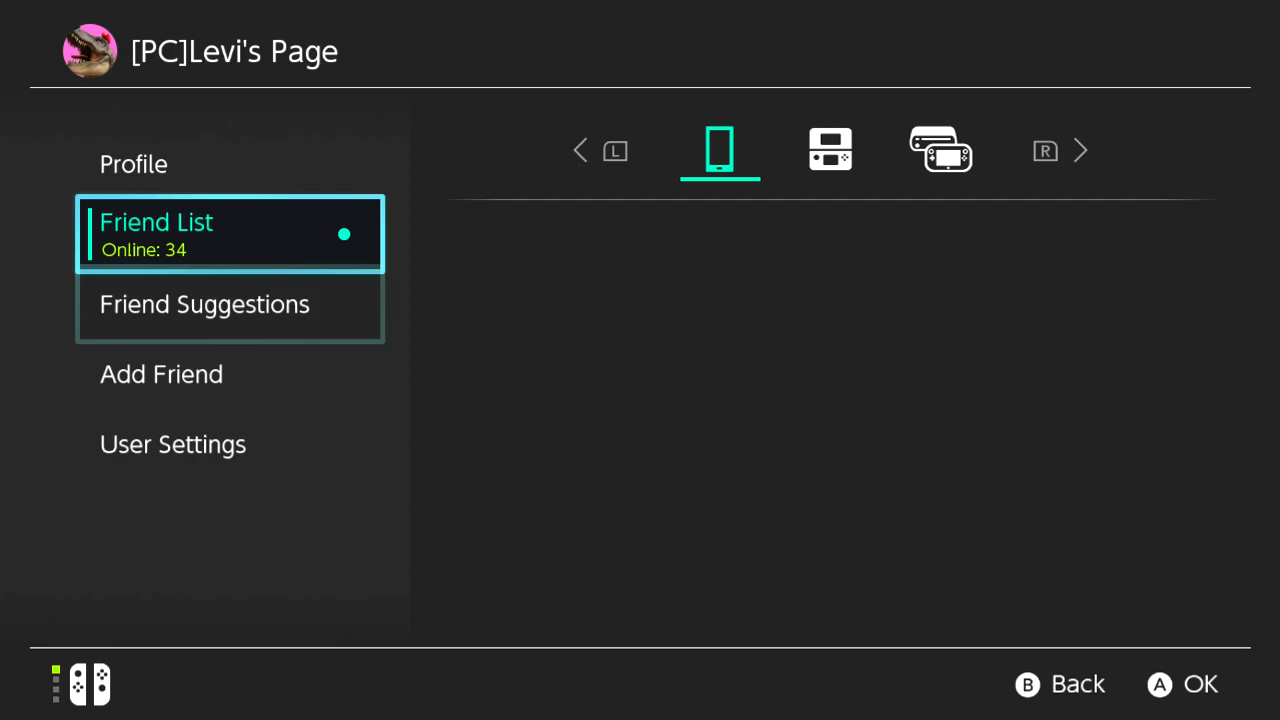 [PC]Levi's Page
Profile
Friend List
Online: 34
Friend Suggestions
Add Friend
User Settings
L
R
B Back
A OK